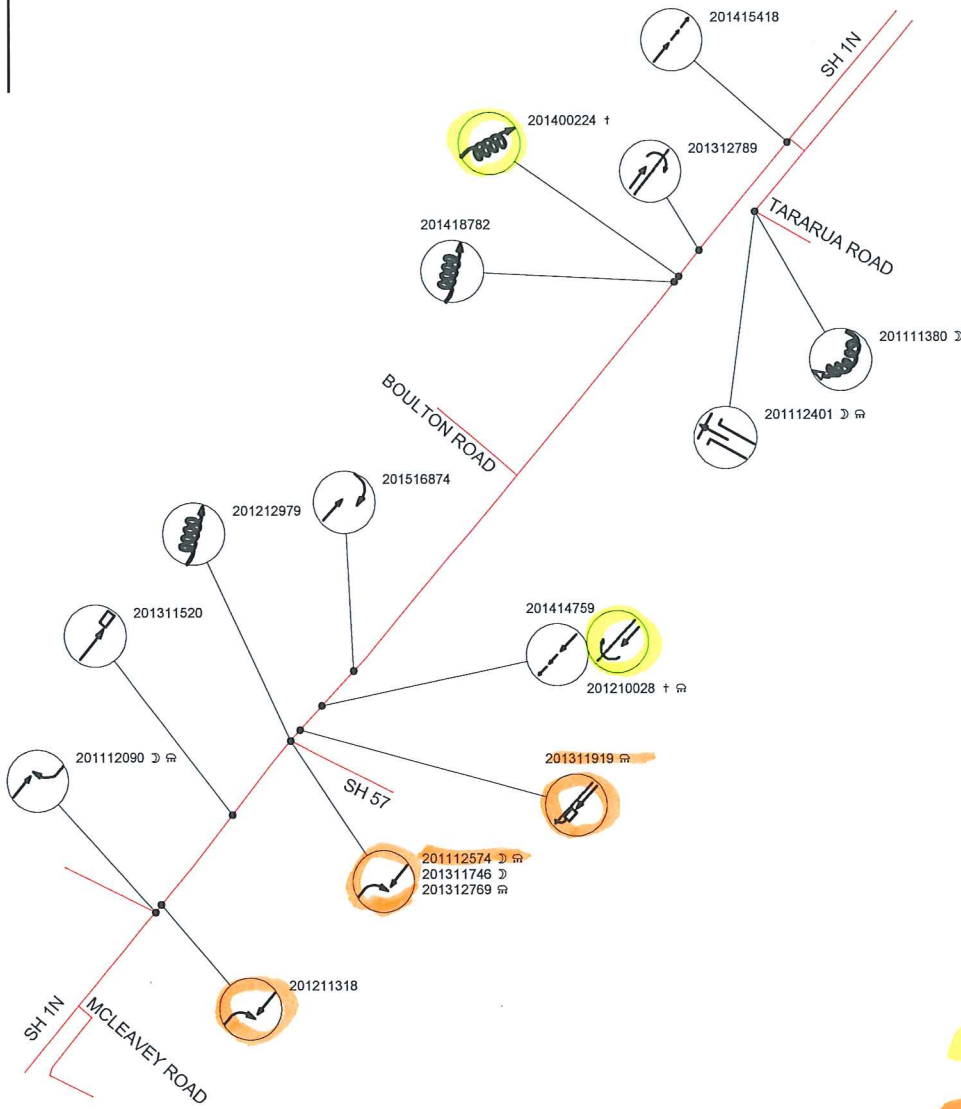 201415418
SH 1N
201400224 †
201312789
TARARUA ROAD
201418782
201111380 ☽
201112401 ☽
BOULTON ROAD
201516874
201212979
201414759
201311520
201210028 †
201112090 ☽
201311919
SH 57
201112574 ☽
201311746 ☽
201312769
201211318
SH 1N
MCLEAVEY ROAD